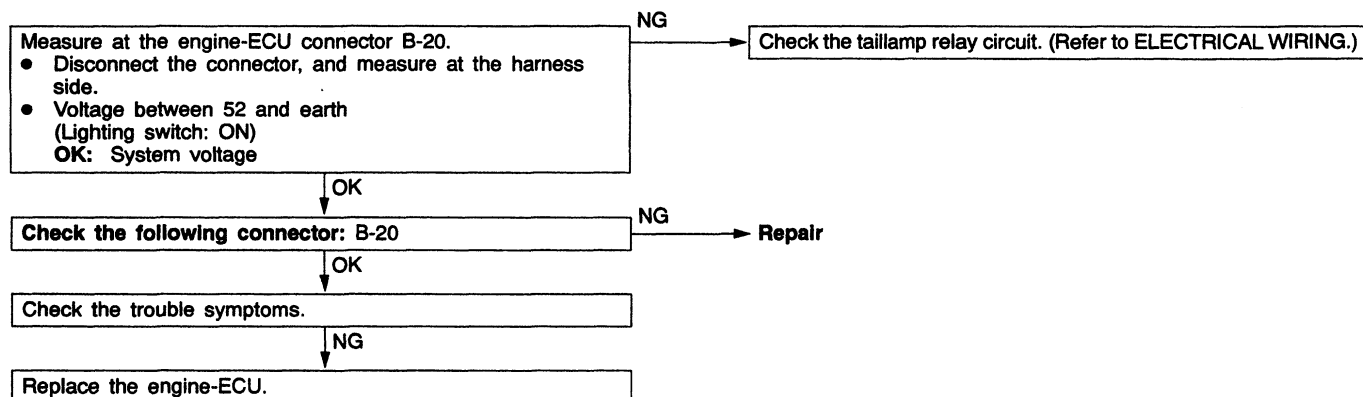 NG
Measure at the engine-ECU connector B-20.
Check the taillamp relay circuit. (Refer to ELECTRICAL WIRING.)
● Disconnect the connector, and measure at the harness
side.
● Voltage between 52 and earth
(Lighting switch: ON)
OK: System voltage
OK
NG
Check the following connector: B-20
Repair
OK
Check the trouble symptoms.
NG
Replace the engine-ECU.